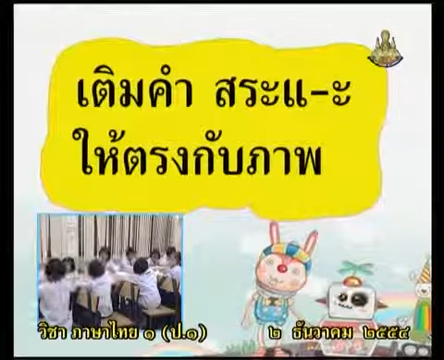 เติมคำ สระแ-ะ
ให้ตรงกับภาพ
วิชา ภาษาไทย ๑ (ป.๑)
๒ ธันวาคม ๒๕๕๔